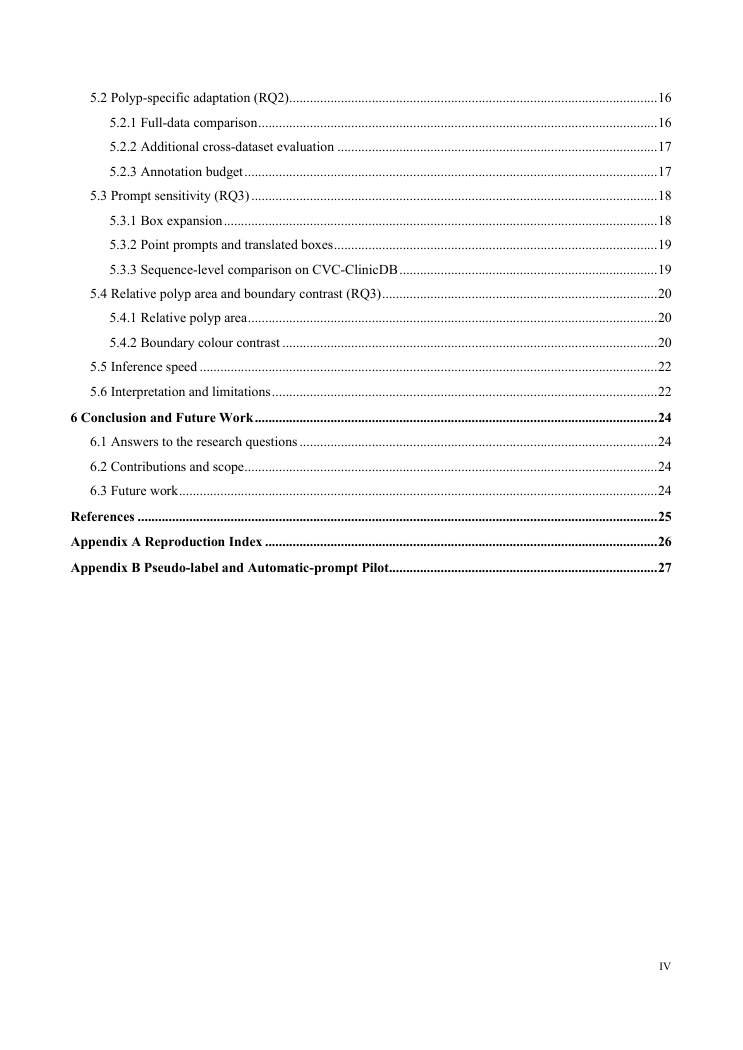 5.2 Polyp-specific adaptation (RQ2)..........16
5.2.1 Full-data comparison..........16
5.2.2 Additional cross-dataset evaluation ..........17
5.2.3 Annotation budget..........17
5.3 Prompt sensitivity (RQ3)..........18
5.3.1 Box expansion..........18
5.3.2 Point prompts and translated boxes..........19
5.3.3 Sequence-level comparison on CVC-ClinicDB..........19
5.4 Relative polyp area and boundary contrast (RQ3)..........20
5.4.1 Relative polyp area..........20
5.4.2 Boundary colour contrast ..........20
5.5 Inference speed ..........22
5.6 Interpretation and limitations..........22
6 Conclusion and Future Work..........24
6.1 Answers to the research questions ..........24
6.2 Contributions and scope..........24
6.3 Future work..........24
References ..........25
Appendix A Reproduction Index ..........26
Appendix B Pseudo-label and Automatic-prompt Pilot..........27
IV